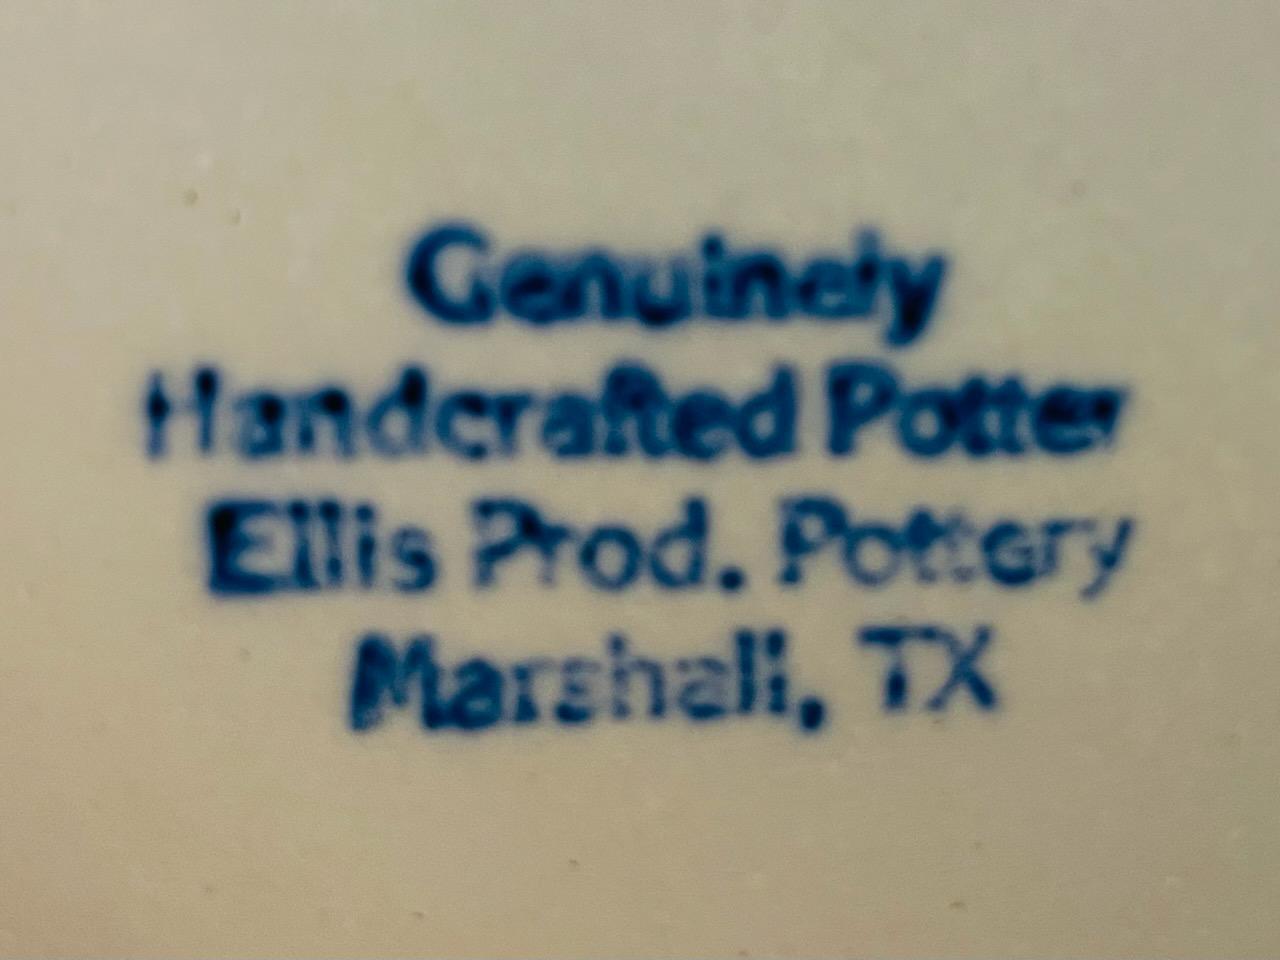 Genuinely
Handcrafted Potter
Ellis Prod. Pottery
Marshall, TX